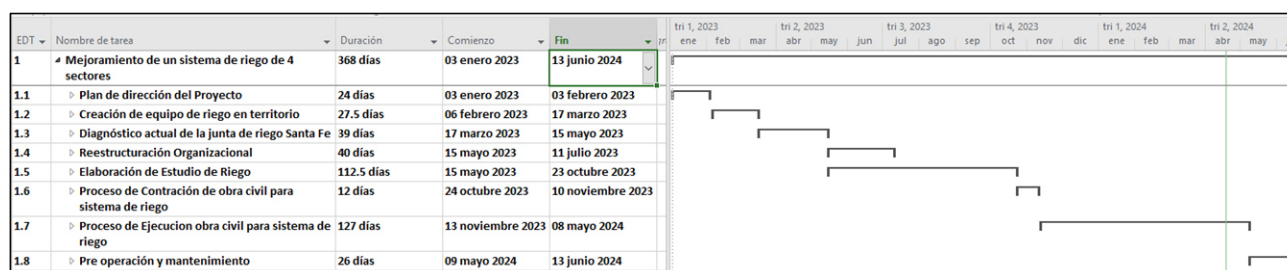 tri 1, 2023 tri 2, 2023 tri 3, 2023 tri 4, 2023 tri 1, 2024 tri 2, 2024
EDT Nombre de tarea Duración Comienzo Fin ene feb mar abr may jun jul ago sep oct nov dic ene feb mar abr may
1 Mejoramiento de un sistema de riego de 4 368 días 03 enero 2023 13 junio 2024
sectores
1.1 Plan de dirección del Proyecto 24 días 03 enero 2023 03 febrero 2023
1.2 Creación de equipo de riego en territorio 27.5 días 06 febrero 2023 17 marzo 2023
1.3 Diagnóstico actual de la junta de riego Santa Fe 39 días 17 marzo 2023 15 mayo 2023
1.4 Reestructuración Organizacional 40 días 15 mayo 2023 11 julio 2023
1.5 Elaboración de Estudio de Riego 112.5 días 15 mayo 2023 23 octubre 2023
1.6 Proceso de Contración de obra civil para 12 días 24 octubre 2023 10 noviembre 2023
sistema de riego
1.7 Proceso de Ejecucion obra civil para sistema de 127 días 13 noviembre 2023 08 mayo 2024
riego
1.8 Pre operación y mantenimiento 26 días 09 mayo 2024 13 junio 2024